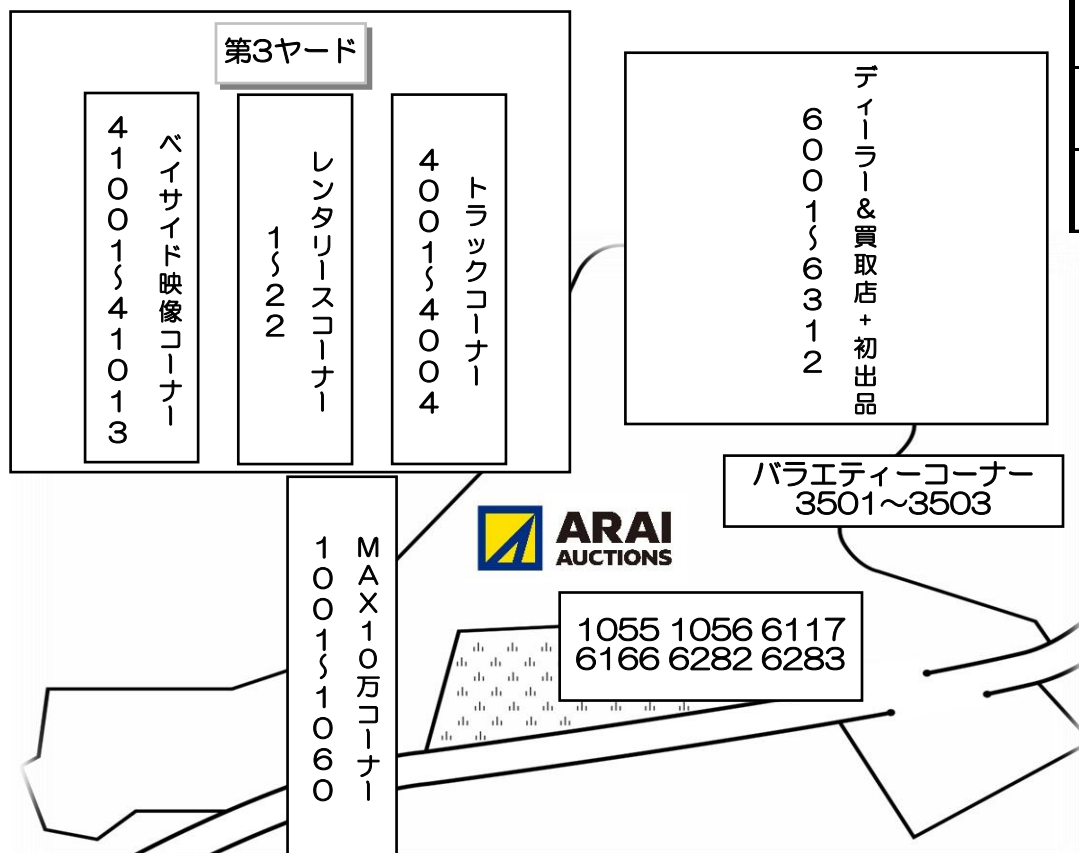 第3ヤード
ベイサイド映像コーナー
41001~41013
レンタリースコーナー
1~22
トラックコーナー
4001~4004
ディーラー&買取店+初出品
6001~6312
バラエティーコーナー
3501~3503
ARAI
AUCTIONS
MAX10万コーナー
1001~1060
1055 1056 6117
6166 6282 6283